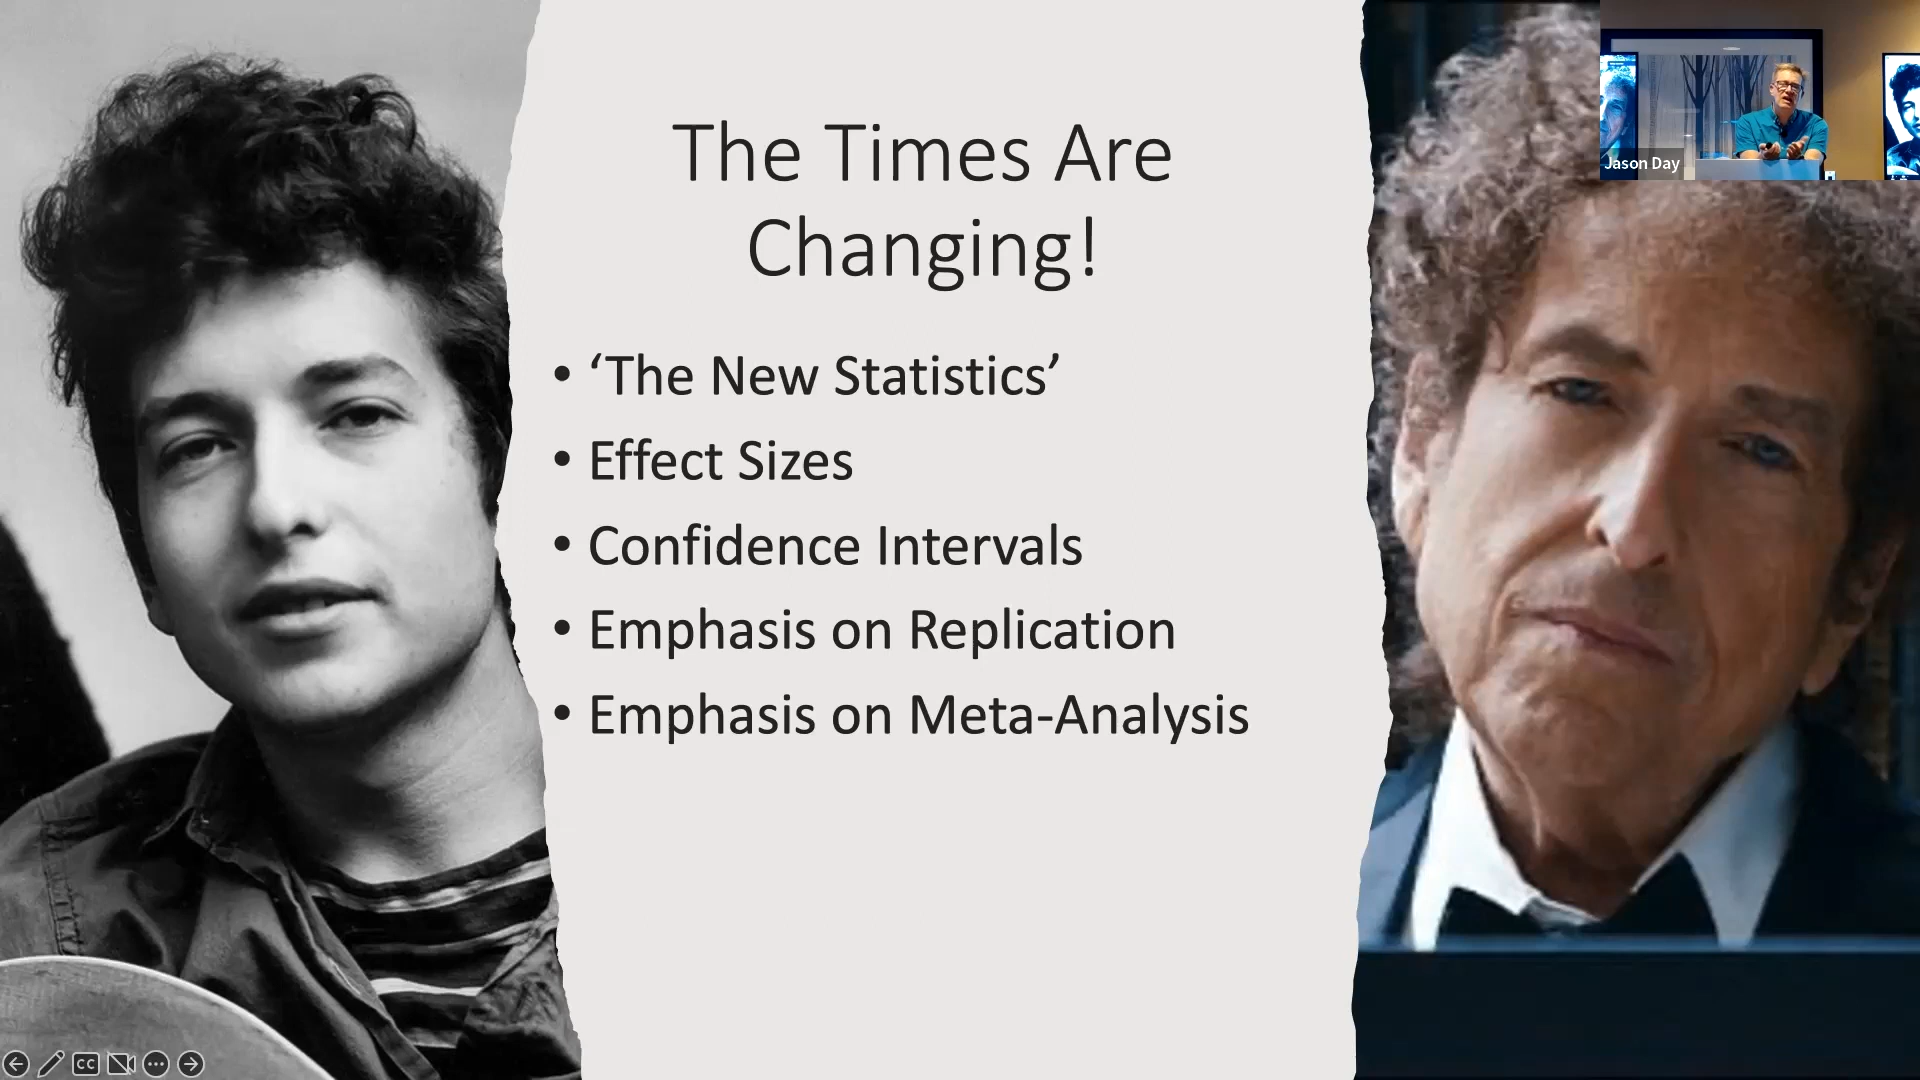 The Times Are
Changing!
• ‘The New Statistics’
• Effect Sizes
• Confidence Intervals
• Emphasis on Replication
• Emphasis on Meta-Analysis
Jason Day
CC